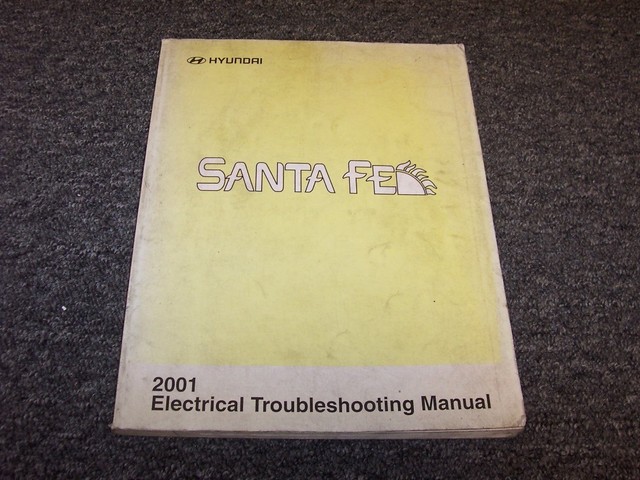 HYUNDAI
SANTA FE
2001
Electrical Troubleshooting Manual